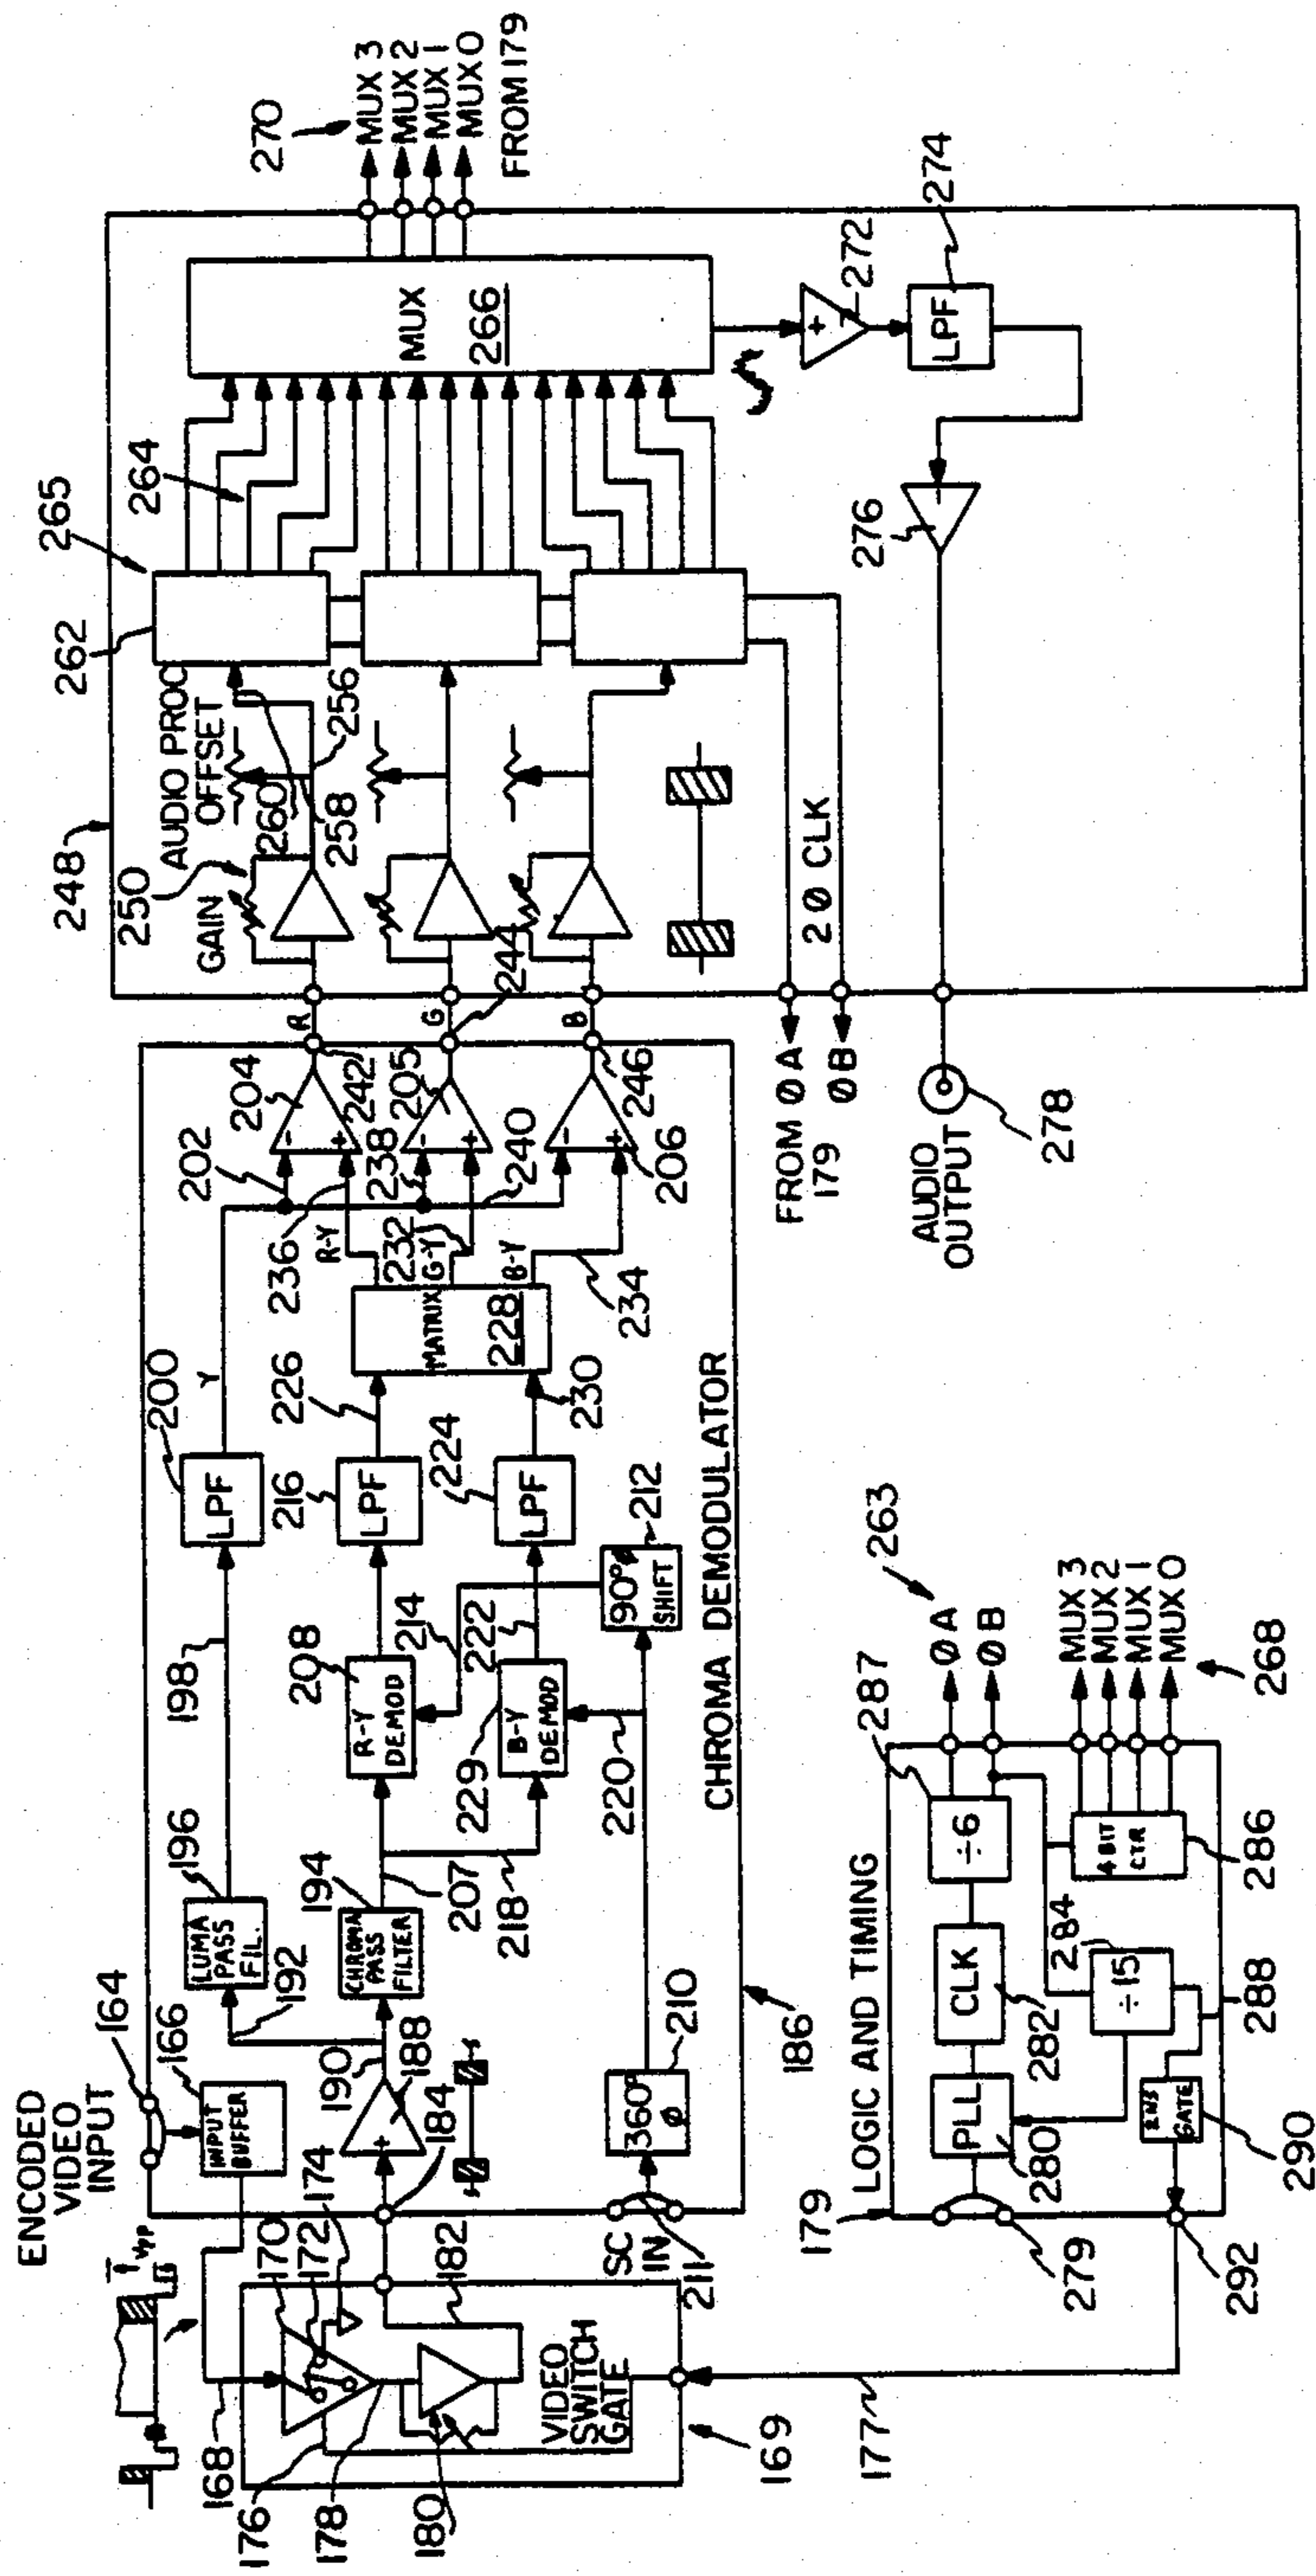 ENCODED
VIDEO
INPUT
164
166
INPUT
BUFFER
Vpp
168
170
172
174
176
178
180
182
184
VIDEO
SWITCH
GATE
169
177
188
190
192
LUMA
PASS
FIL.
196
198
LPF
200
Y
202
CHROMA
PASS
FILTER
194
207
218
R-Y
DEMOD
208
214
B-Y
DEMOD
229
222
220
LPF
216
226
LPF
224
230
90° Ø
SHIFT
212
360°
Ø
210
SC
IN
211
MATRIX
228
R-Y
G-Y
B-Y
236
232
234
238
240
-
+
204
242
-
+
205
244
-
+
206
246
R
G
B
CHROMA DEMODULATOR
186
248
250
GAIN
AUDIO PROC
OFFSET
260
258
256
262
265
264
MUX
266
270
MUX 3
MUX 2
MUX 1
MUX 0
FROM 179
+
272
LPF
274
276
2 Ø CLK
FROM Ø A
179 Ø B
AUDIO
OUTPUT
278
179
LOGIC AND TIMING
PLL
280
CLK
282
÷6
287
÷15
284
4 BIT
CTR
286
288
GATE
290
279
292
263
Ø A
Ø B
MUX 3
MUX 2
MUX 1
MUX 0
268